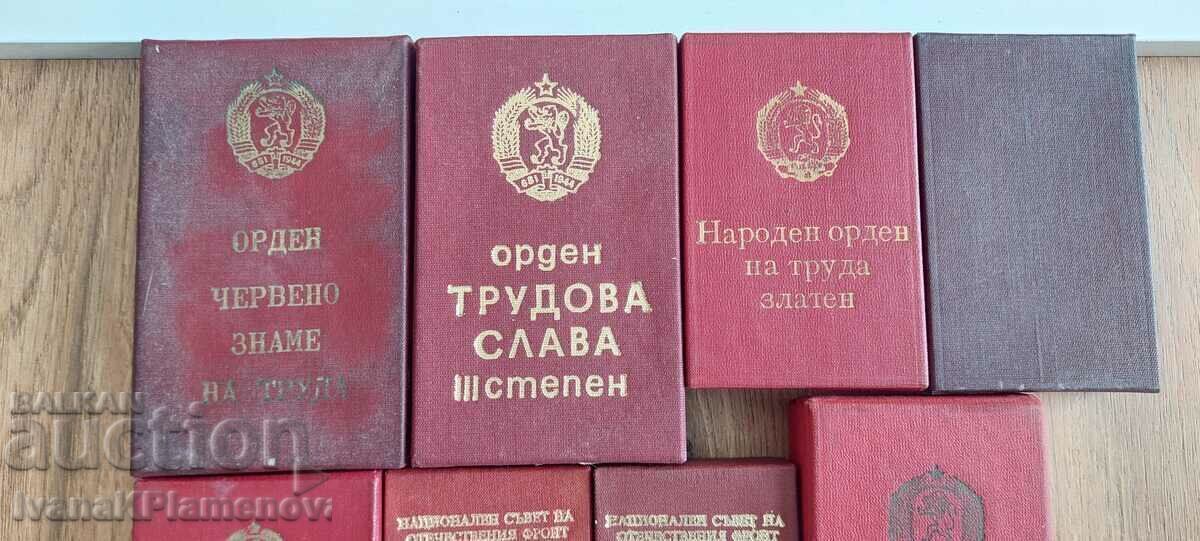 681 1944
ОРДЕН
ЧЕРВЕНО
ЗНАМЕ
НА ТРУДА
681 1944
орден
ТРУДОВА
СЛАВА
III степен
Народен орден
на труда
златен
НАЦИОНАЛЕН СЪВЕТ НА
ОТЕЧЕСТВЕНИЯ ФРОНТ
НАЦИОНАЛЕН СЪВЕТ НА
ОТЕЧЕСТВЕНИЯ ФРОНТ
BALKAN
auction
IvanaKPlamenova